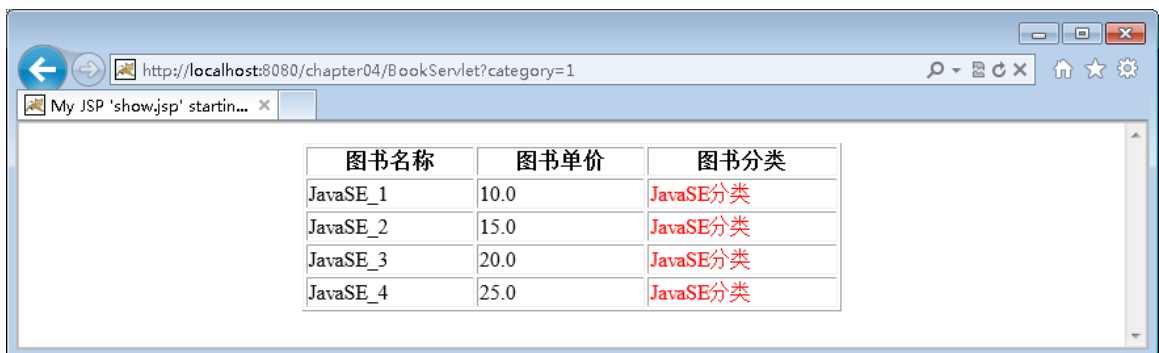 http://localhost:8080/chapter04/BookServlet?category=1
My JSP 'show.jsp' startin...
图书名称 图书单价 图书分类
JavaSE_1 10.0 JavaSE分类
JavaSE_2 15.0 JavaSE分类
JavaSE_3 20.0 JavaSE分类
JavaSE_4 25.0 JavaSE分类